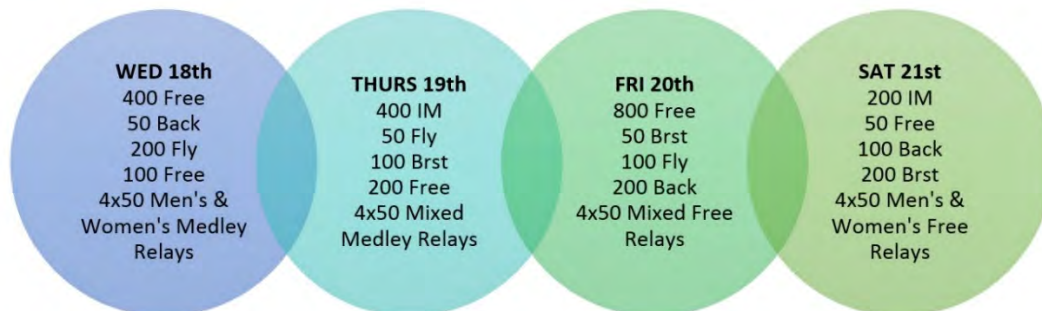 WED 18th
400 Free
50 Back
200 Fly
100 Free
4x50 Men's &
Women's Medley
Relays
THURS 19th
400 IM
50 Fly
100 Brst
200 Free
4x50 Mixed
Medley Relays
FRI 20th
800 Free
50 Brst
100 Fly
200 Back
4x50 Mixed Free
Relays
SAT 21st
200 IM
50 Free
100 Back
200 Brst
4x50 Men's &
Women's Free
Relays